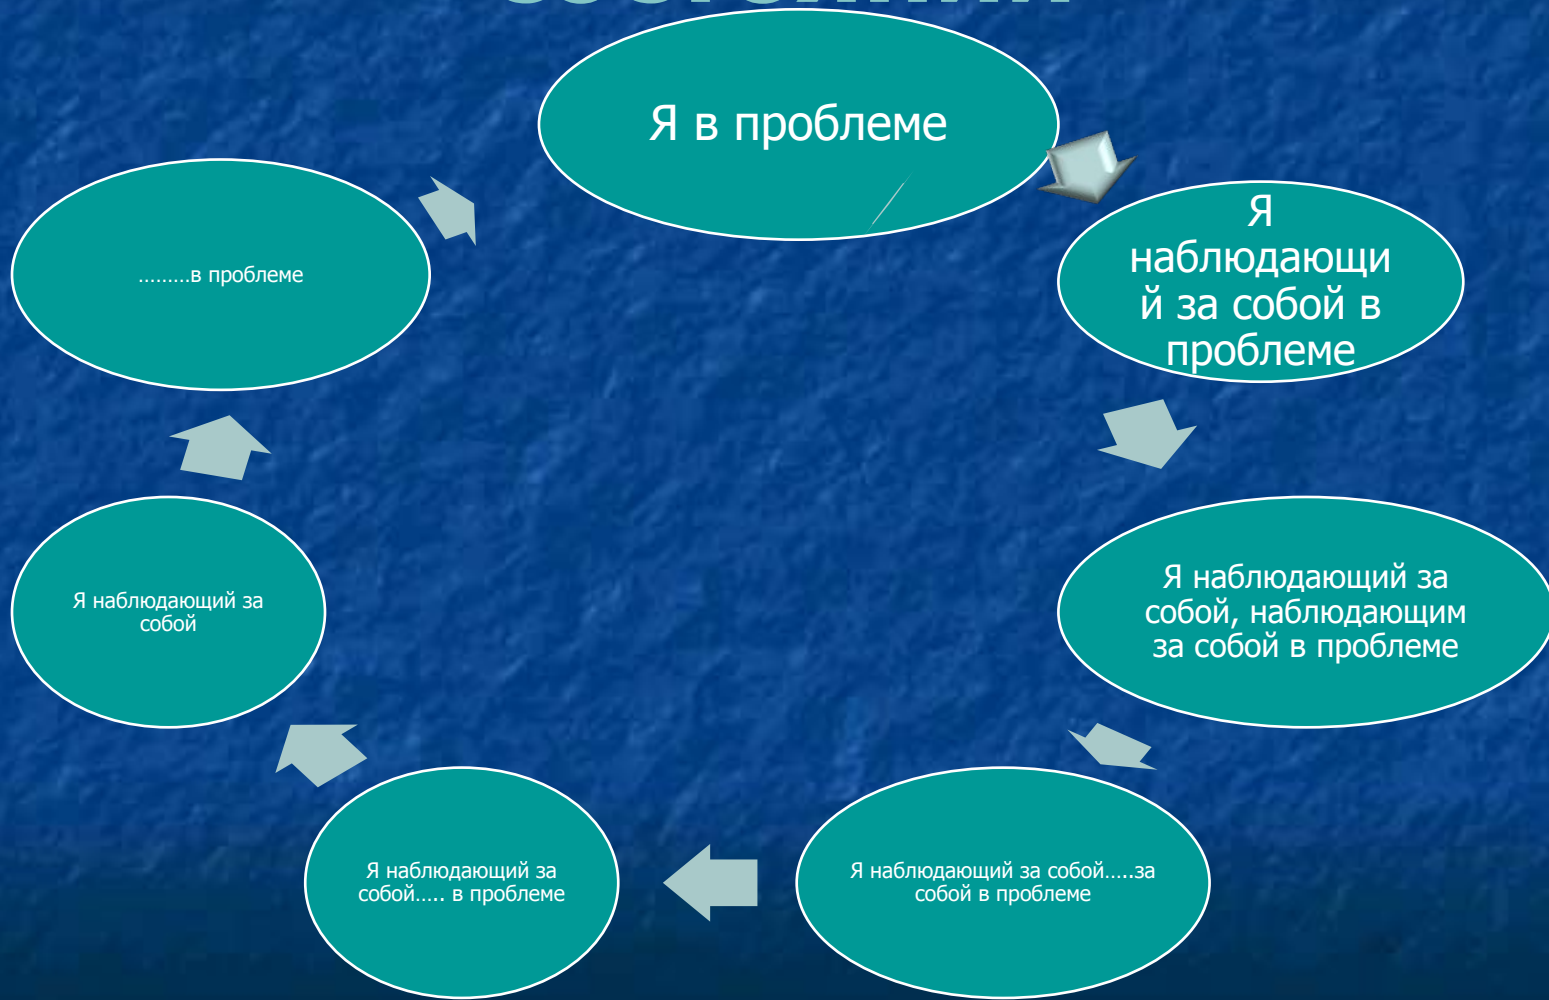 Я в проблеме
Я
наблюдающи
й за собой в
проблеме
Я наблюдающий за
собой, наблюдающим
за собой в проблеме
Я наблюдающий за собой…..за
собой в проблеме
Я наблюдающий за
собой….. в проблеме
Я наблюдающий за
собой
………в проблеме